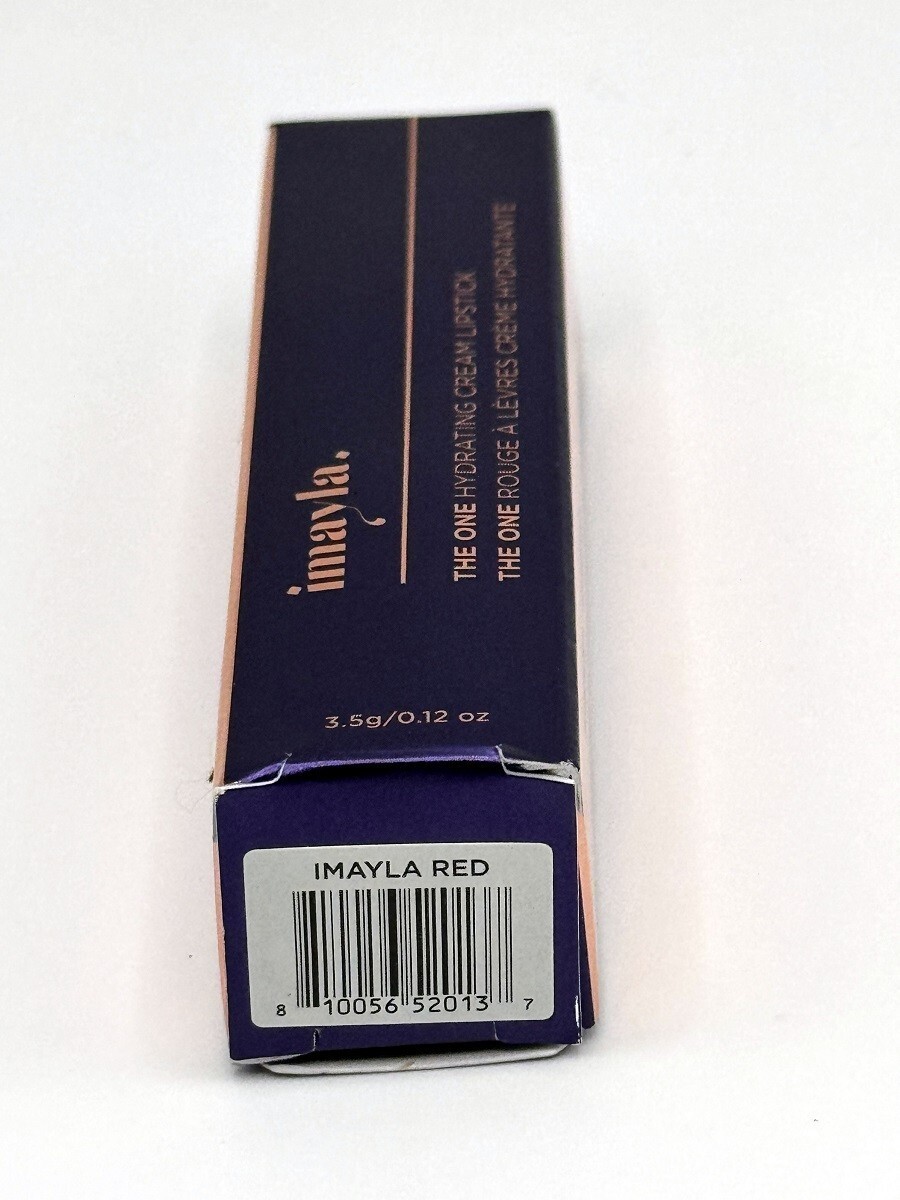 imayla.
THE ONE HYDRATING CREAM LIPSTICK
THE ONE ROUGE À LÈVRES CRÈME HYDRATANTE
3.5g/0.12 oz
IMAYLA RED
8 10056 52013 7